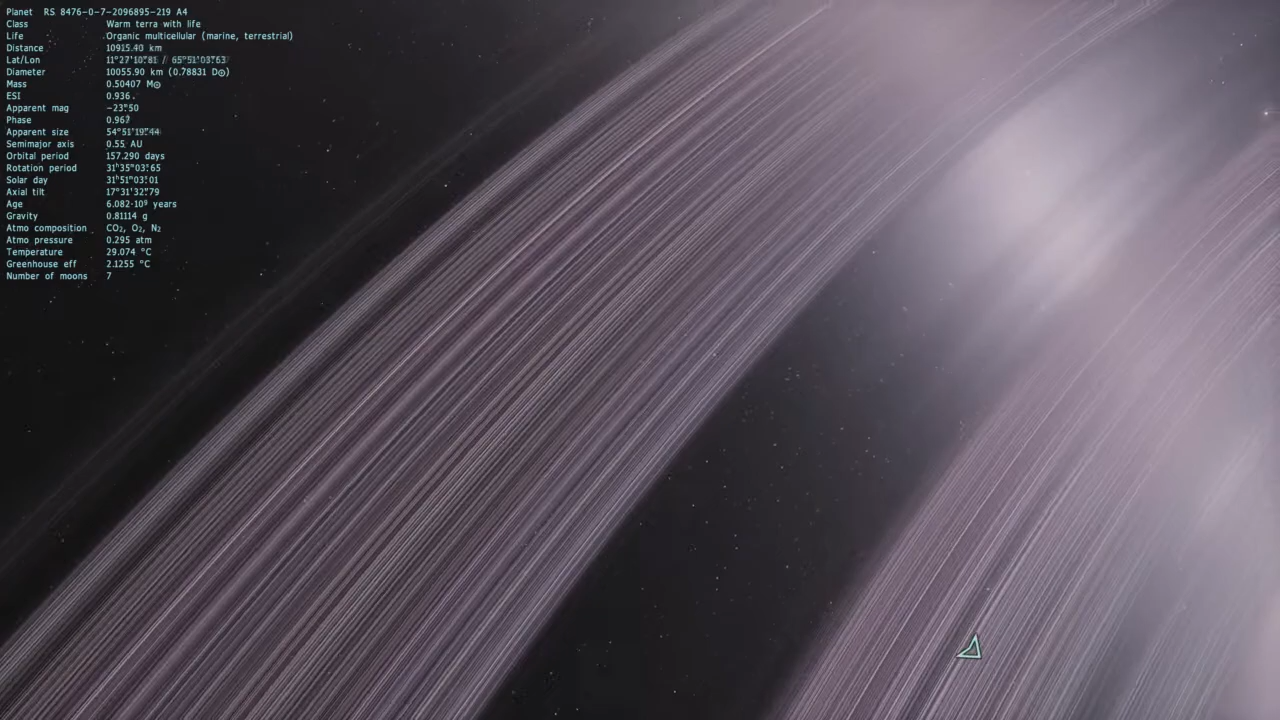 Planet RS 8476-0-7-2096895-219 A4
Class Warm terra with life
Life Organic multicellular (marine, terrestrial)
Distance 10915.40 km
Lat/Lon 11°27'10."81 / 65°51'03."63
Diameter 10055.90 km (0.78831 D⊙)
Mass 0.50407 M⊙
ESI 0.936
Apparent mag -23.50
Phase 0.967
Apparent size 54°51'19."44
Semimajor axis 0.55 AU
Orbital period 157.290 days
Rotation period 31ʰ35ᵐ03.ˢ65
Solar day 31ʰ51ᵐ03.ˢ01
Axial tilt 17°31'32."79
Age 6.082·10⁹ years
Gravity 0.81114 g
Atmo composition CO₂, O₂, N₂
Atmo pressure 0.295 atm
Temperature 29.074 °C
Greenhouse eff 2.1255 °C
Number of moons 7